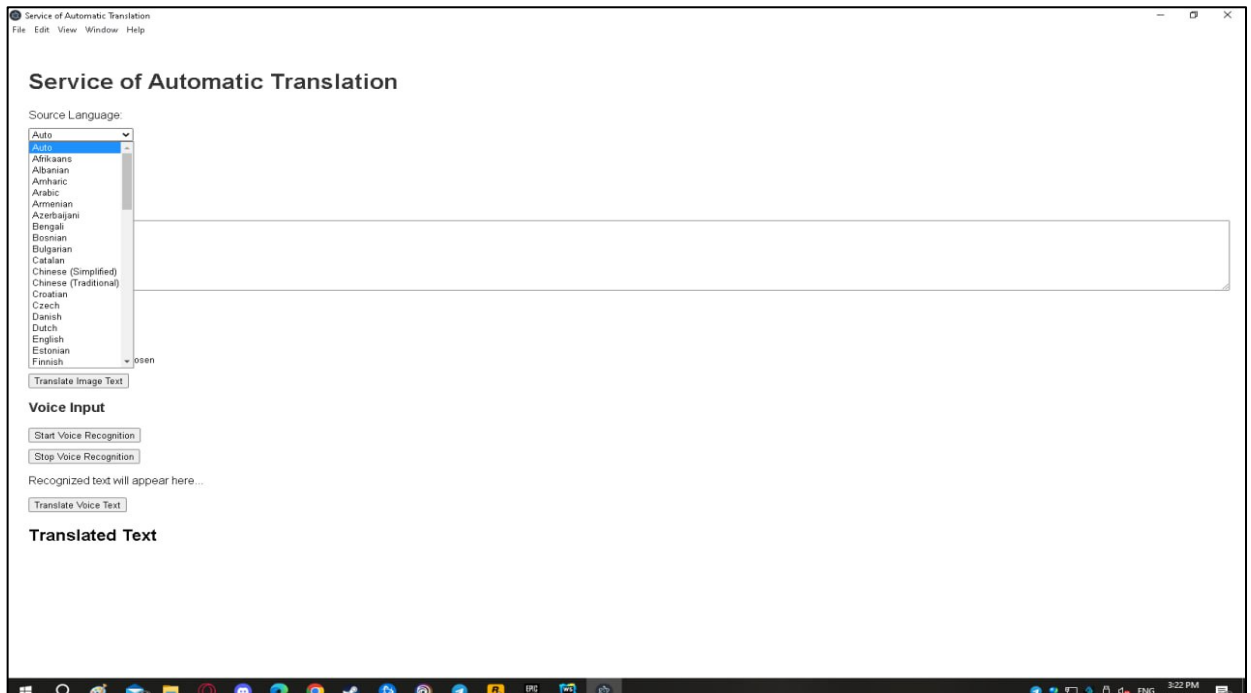 Service of Automatic Translation
File Edit View Window Help
Service of Automatic Translation
Source Language:
Auto
Auto
Afrikaans
Albanian
Amharic
Arabic
Armenian
Azerbaijani
Bengali
Bosnian
Bulgarian
Catalan
Chinese (Simplified)
Chinese (Traditional)
Croatian
Czech
Danish
Dutch
English
Estonian
Finnish
osen
Translate Image Text
Voice Input
Start Voice Recognition
Stop Voice Recognition
Recognized text will appear here...
Translate Voice Text
Translated Text
EPIC
WS
ENG
3:22 PM